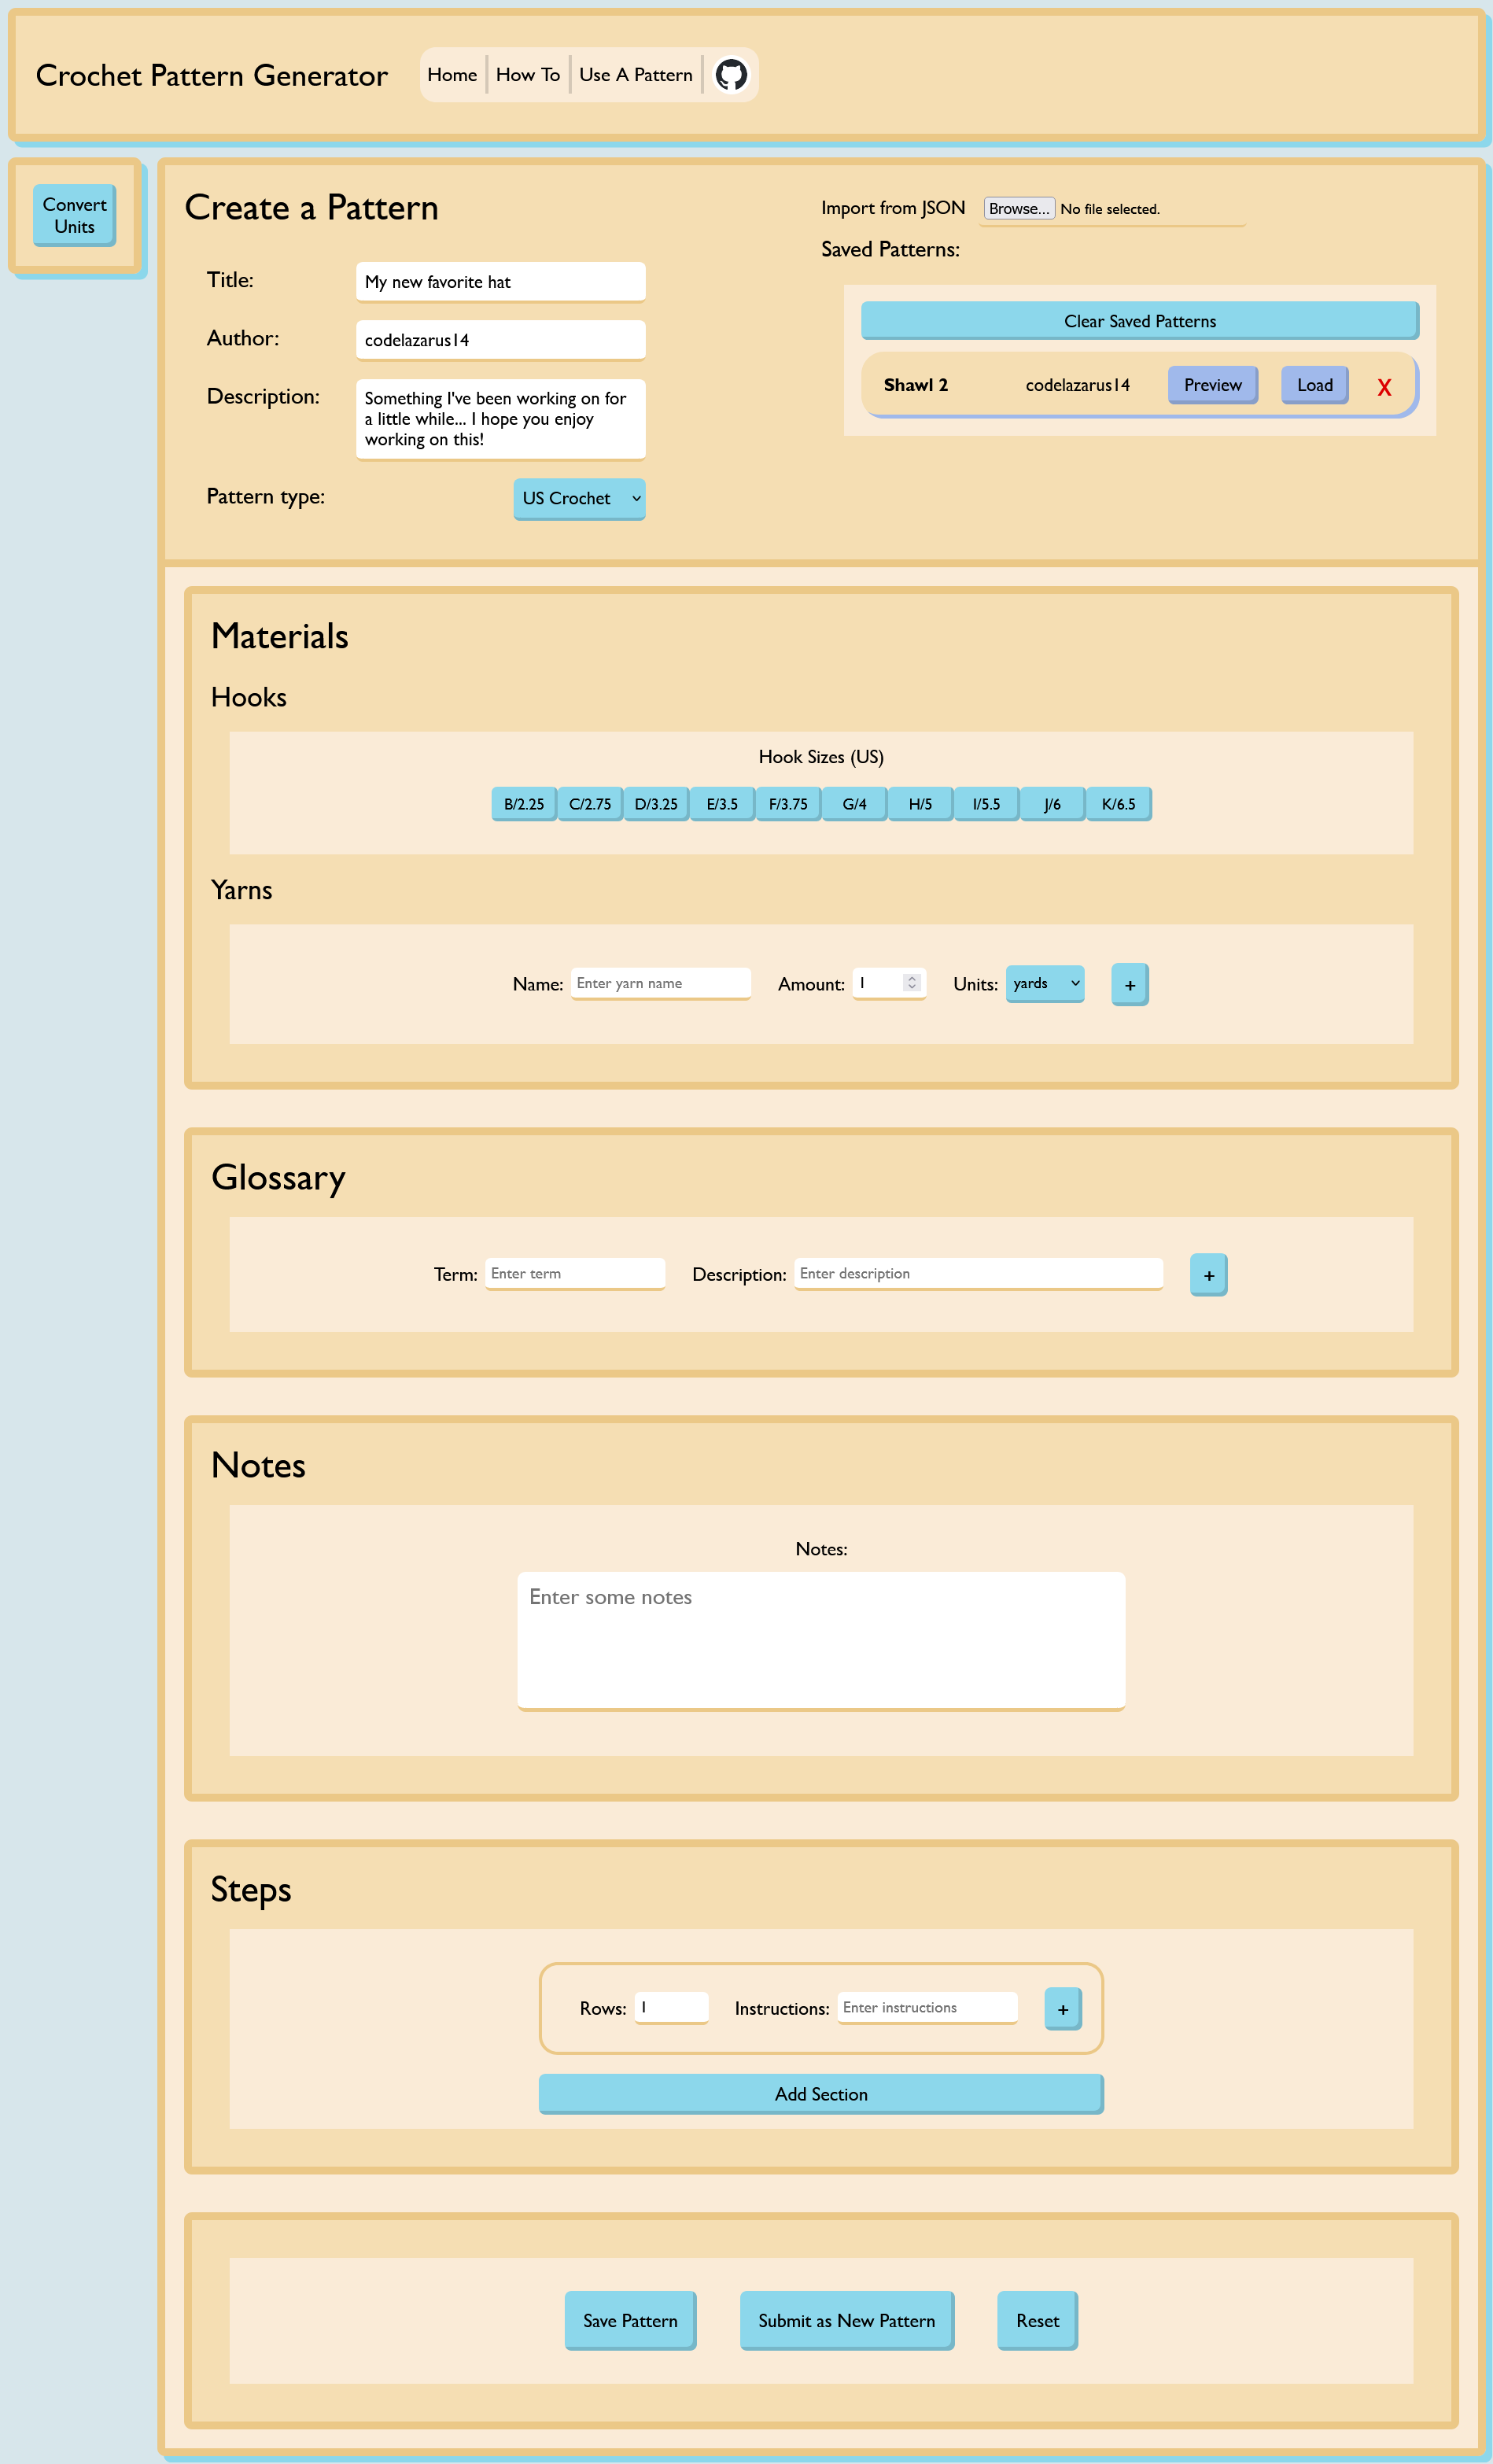 Crochet Pattern Generator
Home
How To
Use A Pattern
Convert
Units
Create a Pattern
Title:
My new favorite hat
Author:
codelazarus14
Description:
Something I've been working on for
a little while... I hope you enjoy
working on this!
Pattern type:
US Crochet
Import from JSON
Browse...
No file selected.
Saved Patterns:
Clear Saved Patterns
Shawl 2
codelazarus14
Preview
Load
X
Materials
Hooks
Hook Sizes (US)
B/2.25
C/2.75
D/3.25
E/3.5
F/3.75
G/4
H/5
I/5.5
J/6
K/6.5
Yarns
Name:
Enter yarn name
Amount:
1
Units:
yards
+
Glossary
Term:
Enter term
Description:
Enter description
+
Notes
Notes:
Enter some notes
Steps
Rows:
1
Instructions:
Enter instructions
+
Add Section
Save Pattern
Submit as New Pattern
Reset